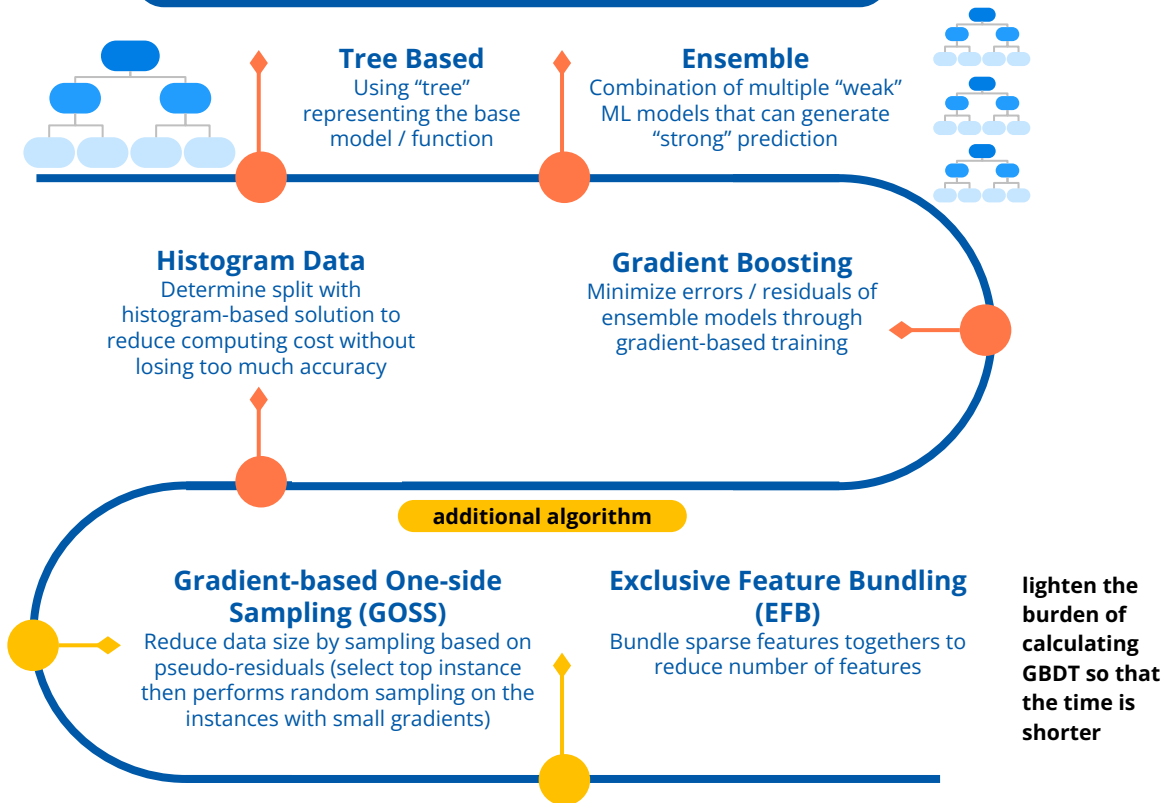 Tree Based
Using “tree”
representing the base
model / function
Ensemble
Combination of multiple “weak”
ML models that can generate
“strong” prediction
Gradient Boosting
Minimize errors / residuals of
ensemble models through
gradient-based training
Histogram Data
Determine split with
histogram-based solution to
reduce computing cost without
losing too much accuracy
additional algorithm
Gradient-based One-side
Sampling (GOSS)
Reduce data size by sampling based on
pseudo-residuals (select top instance
then performs random sampling on the
instances with small gradients)
Exclusive Feature Bundling
(EFB)
Bundle sparse features togethers to
reduce number of features
lighten the
burden of
calculating
GBDT so that
the time is
shorter